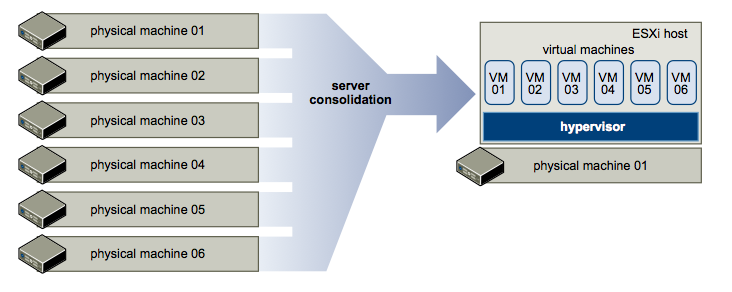 physical machine 01
physical machine 02
physical machine 03
physical machine 04
physical machine 05
physical machine 06
server
consolidation
ESXi host
virtual machines
VM
01
VM
02
VM
03
VM
04
VM
05
VM
06
hypervisor
physical machine 01